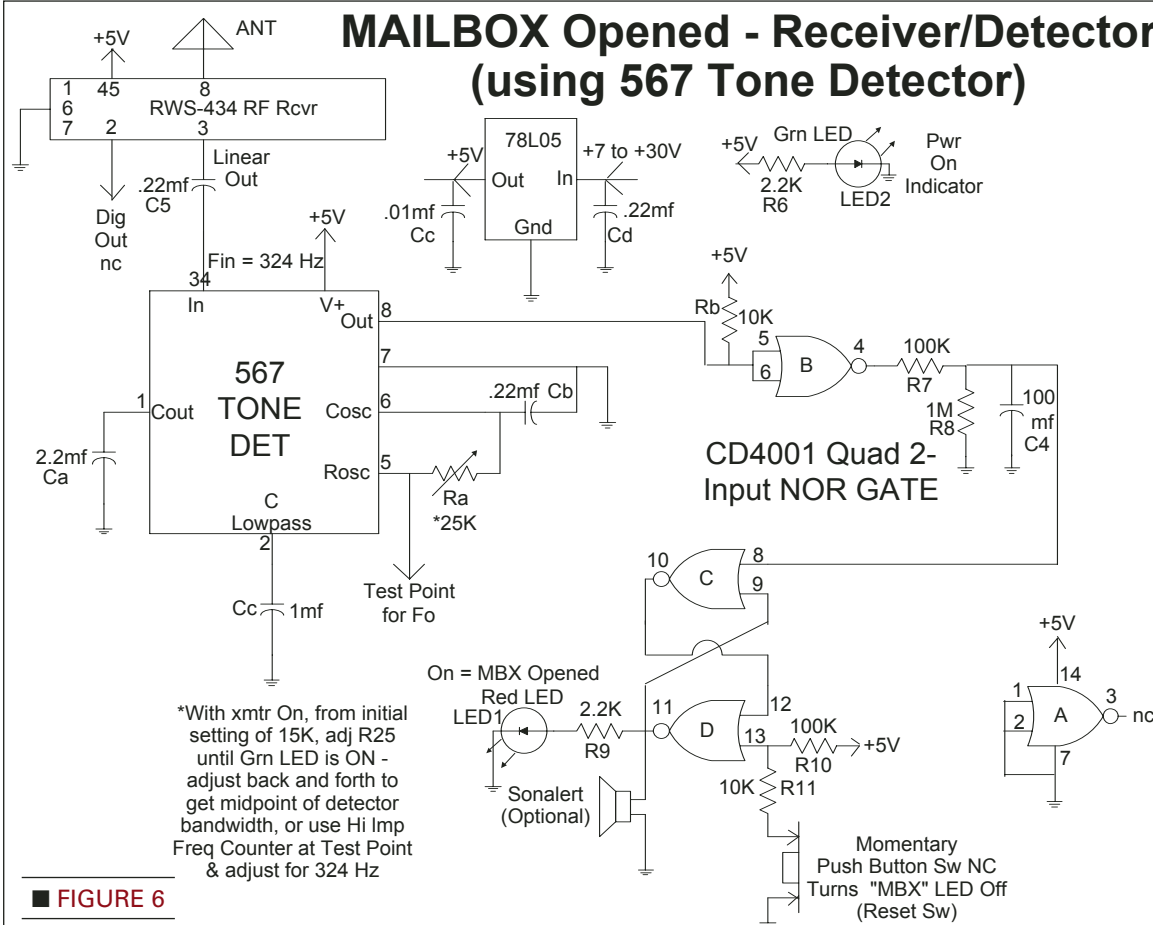 MAILBOX Opened - Receiver/Detector
(using 567 Tone Detector)
+5V
ANT
1 45 8
6 RWS-434 RF Rcvr
7 2 3
Linear
Out
.22mf
C5
Dig
Out
nc
+5V
Fin = 324 Hz
34
In
V+
Out
8
7
567
TONE
DET
1
Cout
Cosc
6
.22mf Cb
Rosc
5
Ra
*25K
2.2mf
Ca
C
Lowpass
2
Cc
1mf
Test Point
for Fo
78L05
+5V
Out
In
+7 to +30V
Gnd
.01mf
Cc
.22mf
Cd
Grn LED
+5V
2.2K
R6
LED2
Pwr
On
Indicator
+5V
Rb
10K
5
6
B
4
100K
R7
1M
R8
100
mf
C4
CD4001 Quad 2-
Input NOR GATE
10
C
8
9
On = MBX Opened
Red LED
LED1
2.2K
R9
11
D
12
13
100K
R10
+5V
10K
R11
Sonalert
(Optional)
Momentary
Push Button Sw NC
Turns "MBX" LED Off
(Reset Sw)
+5V
14
1
2
A
3
nc
7
*With xmtr On, from initial
setting of 15K, adj R25
until Grn LED is ON -
adjust back and forth to
get midpoint of detector
bandwidth, or use Hi Imp
Freq Counter at Test Point
& adjust for 324 Hz
■ FIGURE 6